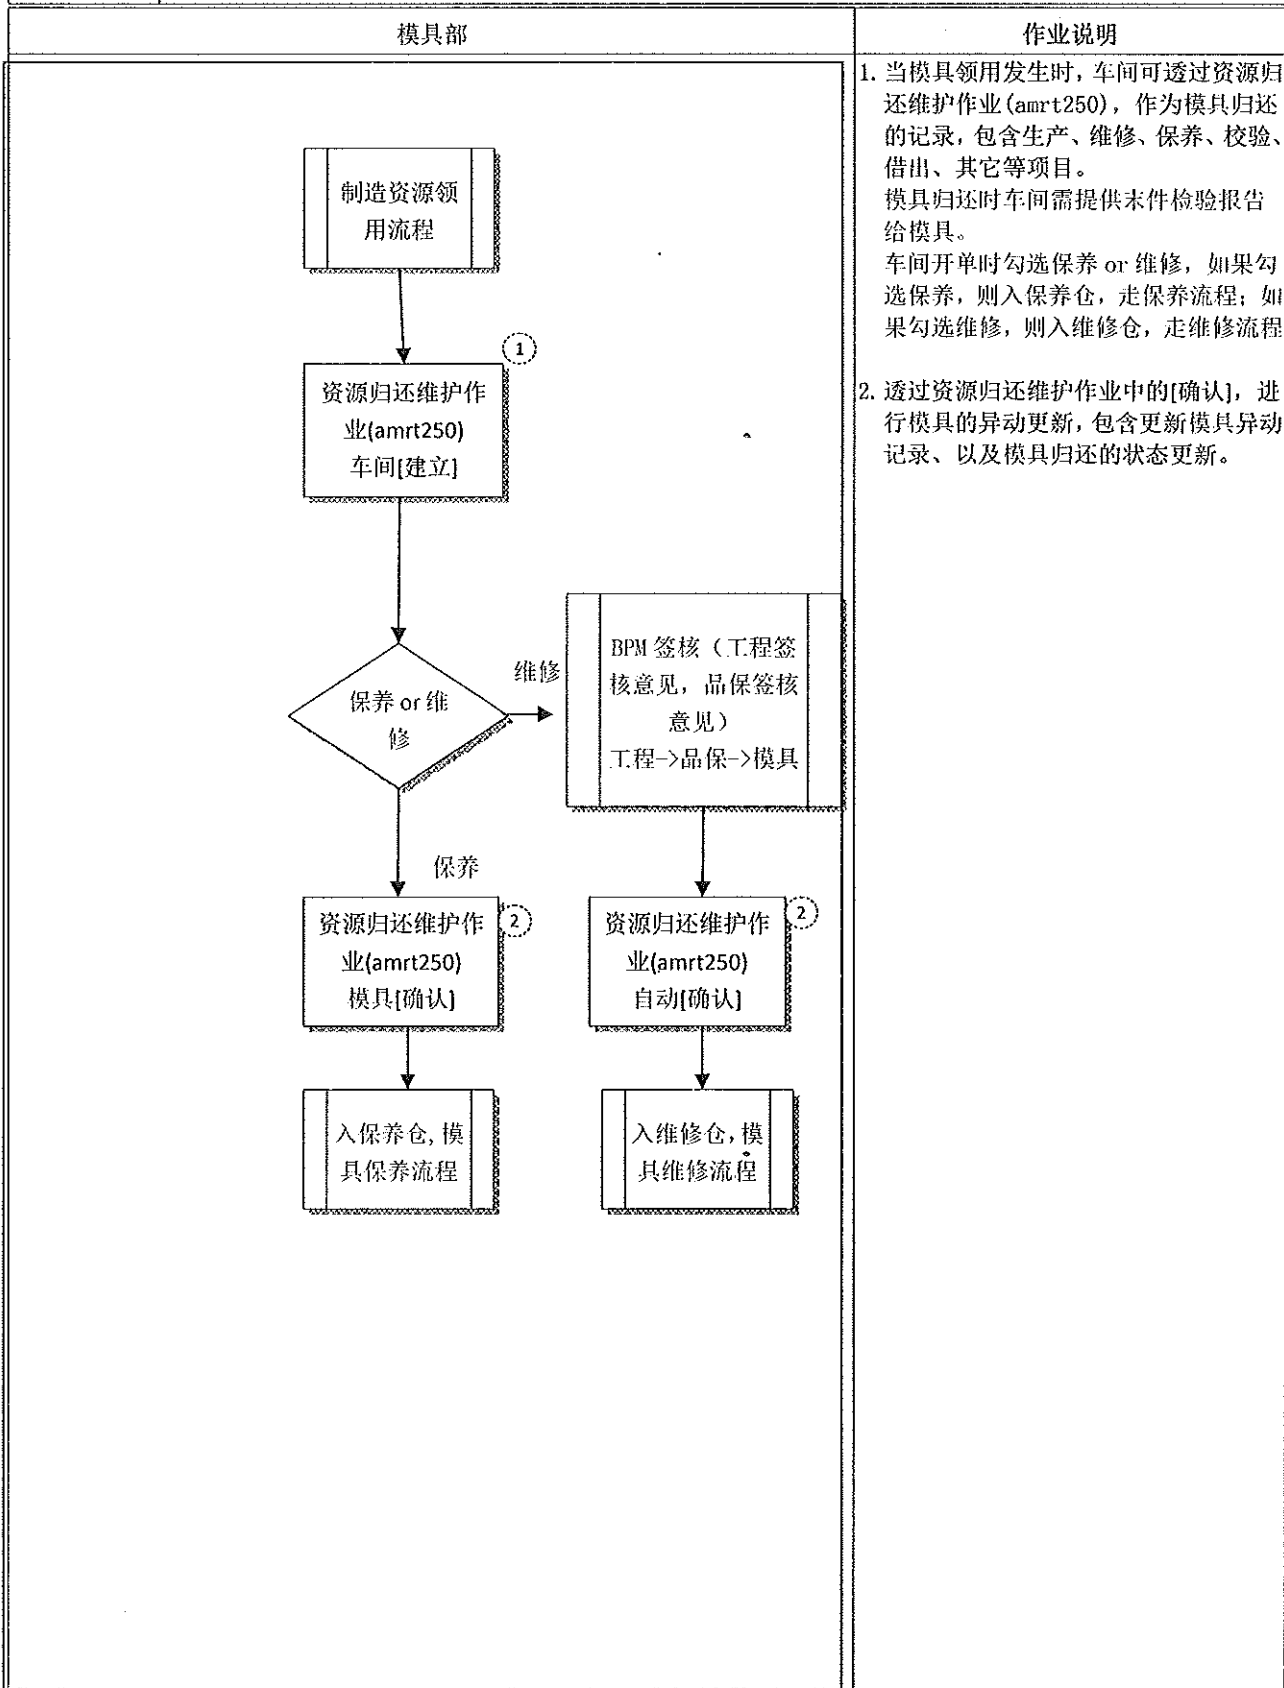 模具部
作业说明
制造资源领
用流程
1
资源归还维护作
业(amrt250)
车间[建立]
保养 or 维
修
维修
BPM 签核（工程签
核意见，品保签核
意见）
工程->品保->模具
保养
资源归还维护作
业(amrt250)
模具[确认]
2
资源归还维护作
业(amrt250)
自动[确认]
2
入保养仓, 模
具保养流程
入维修仓, 模
具维修流程
1. 当模具领用发生时，车间可透过资源归
还维护作业(amrt250)，作为模具归还
的记录，包含生产、维修、保养、校验、
借出、其它等项目。
模具归还时车间需提供末件检验报告
给模具。
车间开单时勾选保养 or 维修，如果勾
选保养，则入保养仓，走保养流程；如
果勾选维修，则入维修仓，走维修流程
2. 透过资源归还维护作业中的[确认]，进
行模具的异动更新，包含更新模具异动
记录、以及模具归还的状态更新。